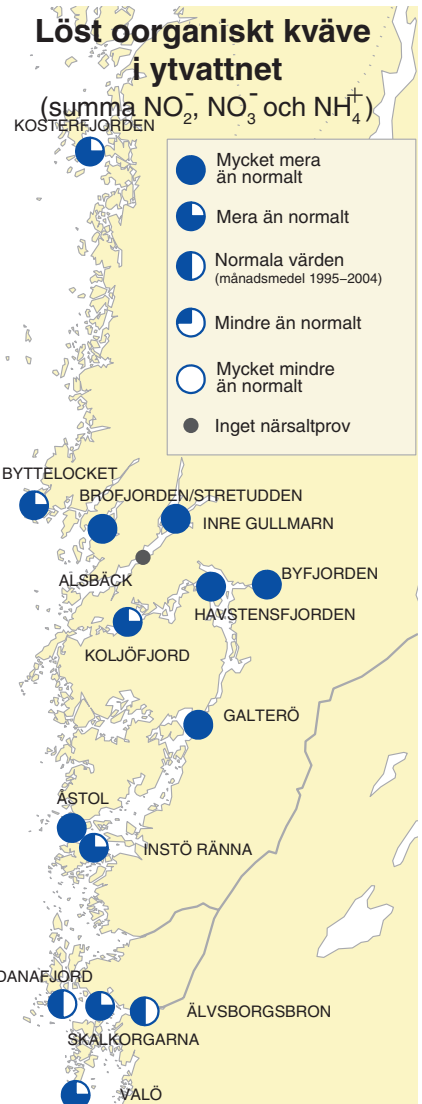 Löst oorganiskt kväve
i ytvattnet
(summa NO₂⁻, NO₃⁻ och NH₄⁺)
KOSTERFJORDEN
Mycket mera
än normalt
Mera än normalt
Normala värden
(månadsmedel 1995–2004)
Mindre än normalt
Mycket mindre
än normalt
Inget närsaltprov
BYTTELOCKET
BROFJORDEN/STRETUDDEN
INRE GULLMARN
ALSBÄCK
BYFJORDEN
HAVSTENSFJORDEN
KOLJÖFJORD
GALTERÖ
ÅSTOL
INSTÖ RÄNNA
DANAFJORD
ÄLVSBORGSBRON
SKALKORGARNA
VALÖ